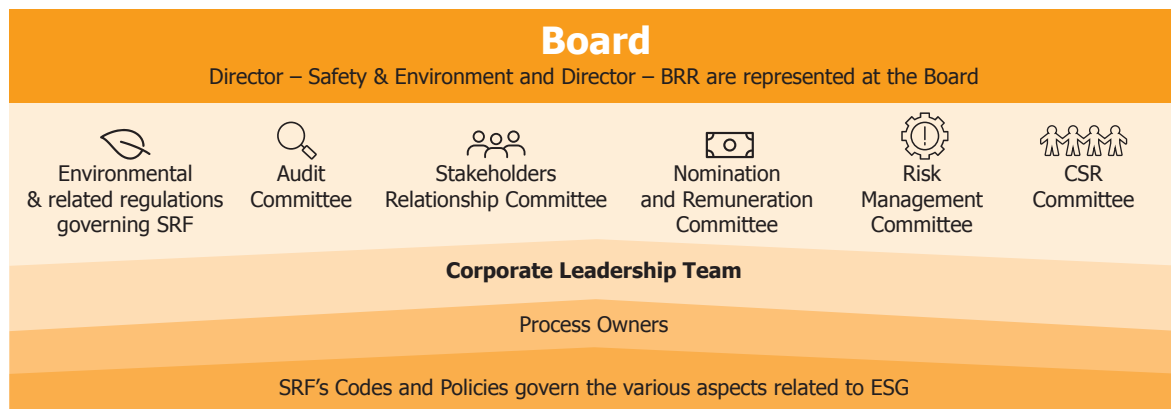 Board
Director – Safety & Environment and Director – BRR are represented at the Board
Environmental
& related regulations
governing SRF
Audit
Committee
Stakeholders
Relationship Committee
Nomination
and Remuneration
Committee
Risk
Management
Committee
CSR
Committee
Corporate Leadership Team
Process Owners
SRF's Codes and Policies govern the various aspects related to ESG